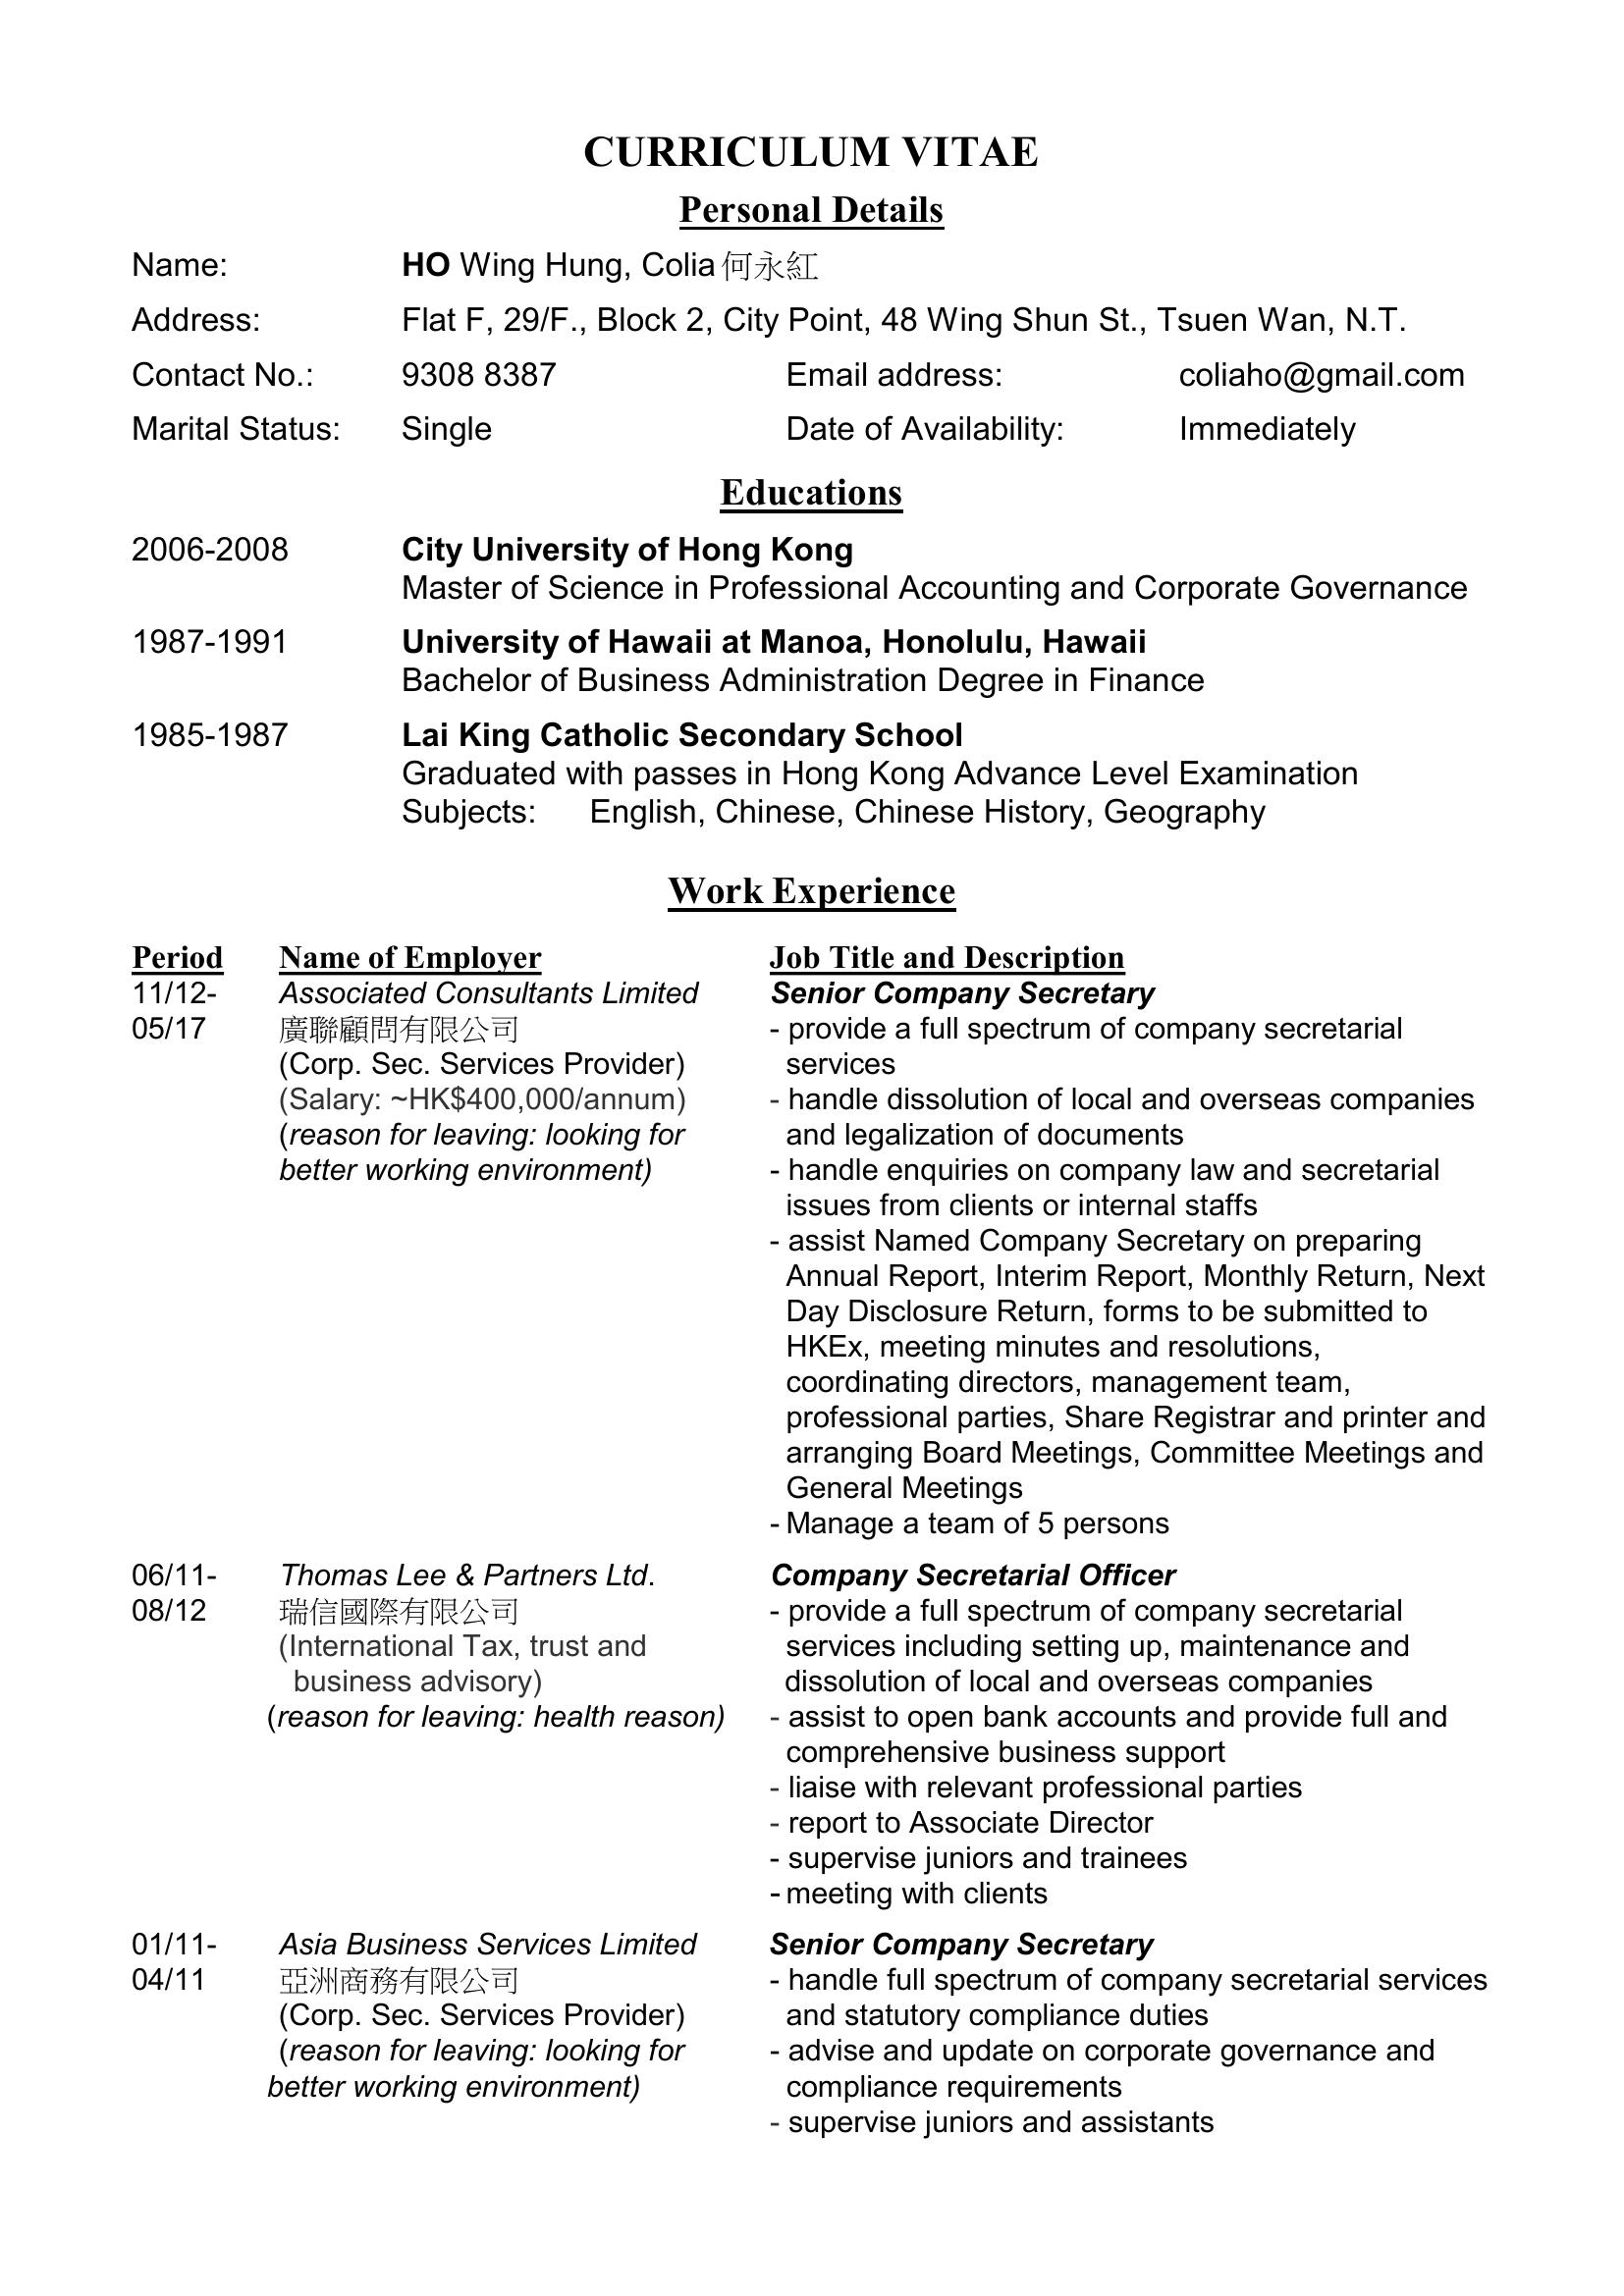 CURRICULUM VITAE
Personal Details
Name: HO Wing Hung, Colia 何永紅
Address: Flat F, 29/F., Block 2, City Point, 48 Wing Shun St., Tsuen Wan, N.T.
Contact No.: 9308 8387 Email address: coliaho@gmail.com
Marital Status: Single Date of Availability: Immediately
Educations
2006-2008 City University of Hong Kong
Master of Science in Professional Accounting and Corporate Governance
1987-1991 University of Hawaii at Manoa, Honolulu, Hawaii
Bachelor of Business Administration Degree in Finance
1985-1987 Lai King Catholic Secondary School
Graduated with passes in Hong Kong Advance Level Examination
Subjects: English, Chinese, Chinese History, Geography
Work Experience
Period Name of Employer Job Title and Description
11/12- Associated Consultants Limited Senior Company Secretary
05/17 廣聯顧問有限公司 - provide a full spectrum of company secretarial
(Corp. Sec. Services Provider) services
(Salary: ~HK$400,000/annum) - handle dissolution of local and overseas companies
(reason for leaving: looking for and legalization of documents
better working environment) - handle enquiries on company law and secretarial
issues from clients or internal staffs
- assist Named Company Secretary on preparing
Annual Report, Interim Report, Monthly Return, Next
Day Disclosure Return, forms to be submitted to
HKEx, meeting minutes and resolutions,
coordinating directors, management team,
professional parties, Share Registrar and printer and
arranging Board Meetings, Committee Meetings and
General Meetings
- Manage a team of 5 persons
06/11- Thomas Lee & Partners Ltd. Company Secretarial Officer
08/12 瑞信國際有限公司 - provide a full spectrum of company secretarial
(International Tax, trust and services including setting up, maintenance and
business advisory) dissolution of local and overseas companies
(reason for leaving: health reason) - assist to open bank accounts and provide full and
comprehensive business support
- liaise with relevant professional parties
- report to Associate Director
- supervise juniors and trainees
- meeting with clients
01/11- Asia Business Services Limited Senior Company Secretary
04/11 亞洲商務有限公司 - handle full spectrum of company secretarial services
(Corp. Sec. Services Provider) and statutory compliance duties
(reason for leaving: looking for - advise and update on corporate governance and
better working environment) compliance requirements
- supervise juniors and assistants